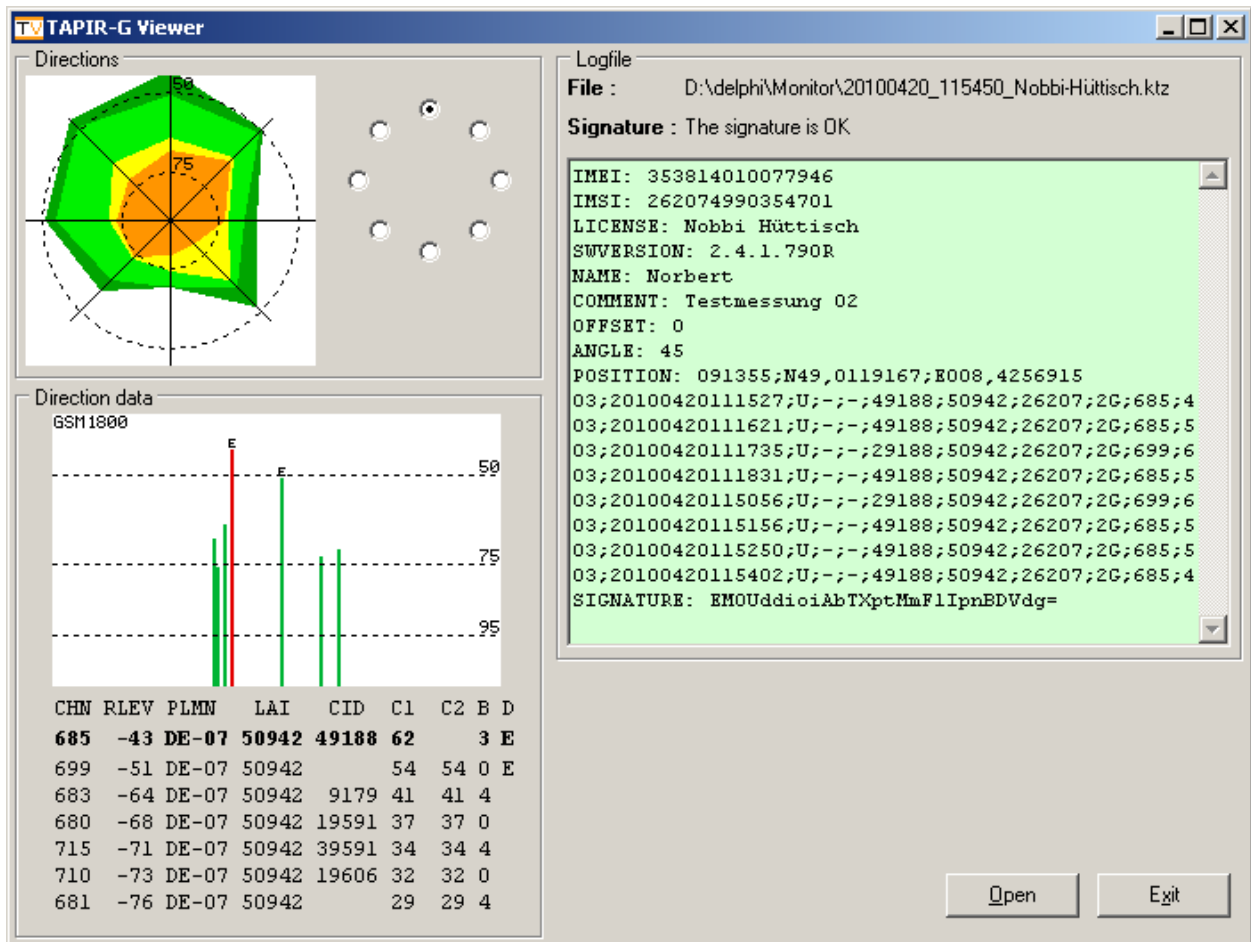 TV TAPIR-G Viewer
Directions
50
75
Logfile
File : D:\delphi\Monitor\20100420_115450_Nobbi-Hüttisch.ktz
Signature : The signature is OK
IMEI: 353814010077946
IMSI: 262074990354701
LICENSE: Nobbi Hüttisch
SWVERSION: 2.4.1.790R
NAME: Norbert
COMMENT: Testmessung 02
OFFSET: 0
ANGLE: 45
POSITION: 091355;N49,0119167;E008,4256915
03;20100420111527;U;-;-;49188;50942;26207;2G;685;4
03;20100420111621;U;-;-;49188;50942;26207;2G;685;5
03;20100420111735;U;-;-;29188;50942;26207;2G;699;6
03;20100420111831;U;-;-;49188;50942;26207;2G;685;5
03;20100420115056;U;-;-;29188;50942;26207;2G;699;6
03;20100420115156;U;-;-;49188;50942;26207;2G;685;5
03;20100420115250;U;-;-;49188;50942;26207;2G;685;5
03;20100420115402;U;-;-;49188;50942;26207;2G;685;4
SIGNATURE: EMOUddioiAbTXptMmFlIpnBDVdg=
Direction data
GSM1800
E
E
50
75
95
CHN RLEV PLMN LAI CID C1 C2 B D
685 -43 DE-07 50942 49188 62 3 E
699 -51 DE-07 50942 54 54 0 E
683 -64 DE-07 50942 9179 41 41 4
680 -68 DE-07 50942 19591 37 37 0
715 -71 DE-07 50942 39591 34 34 4
710 -73 DE-07 50942 19606 32 32 0
681 -76 DE-07 50942 29 29 4
Open
Exit